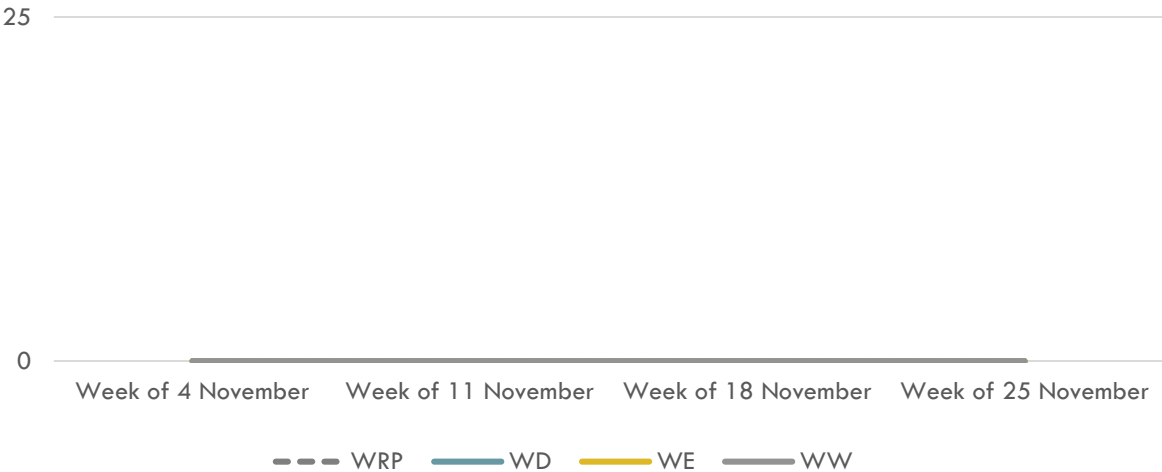 25
0
Week of 4 November Week of 11 November Week of 18 November Week of 25 November
WRP WD WE WW